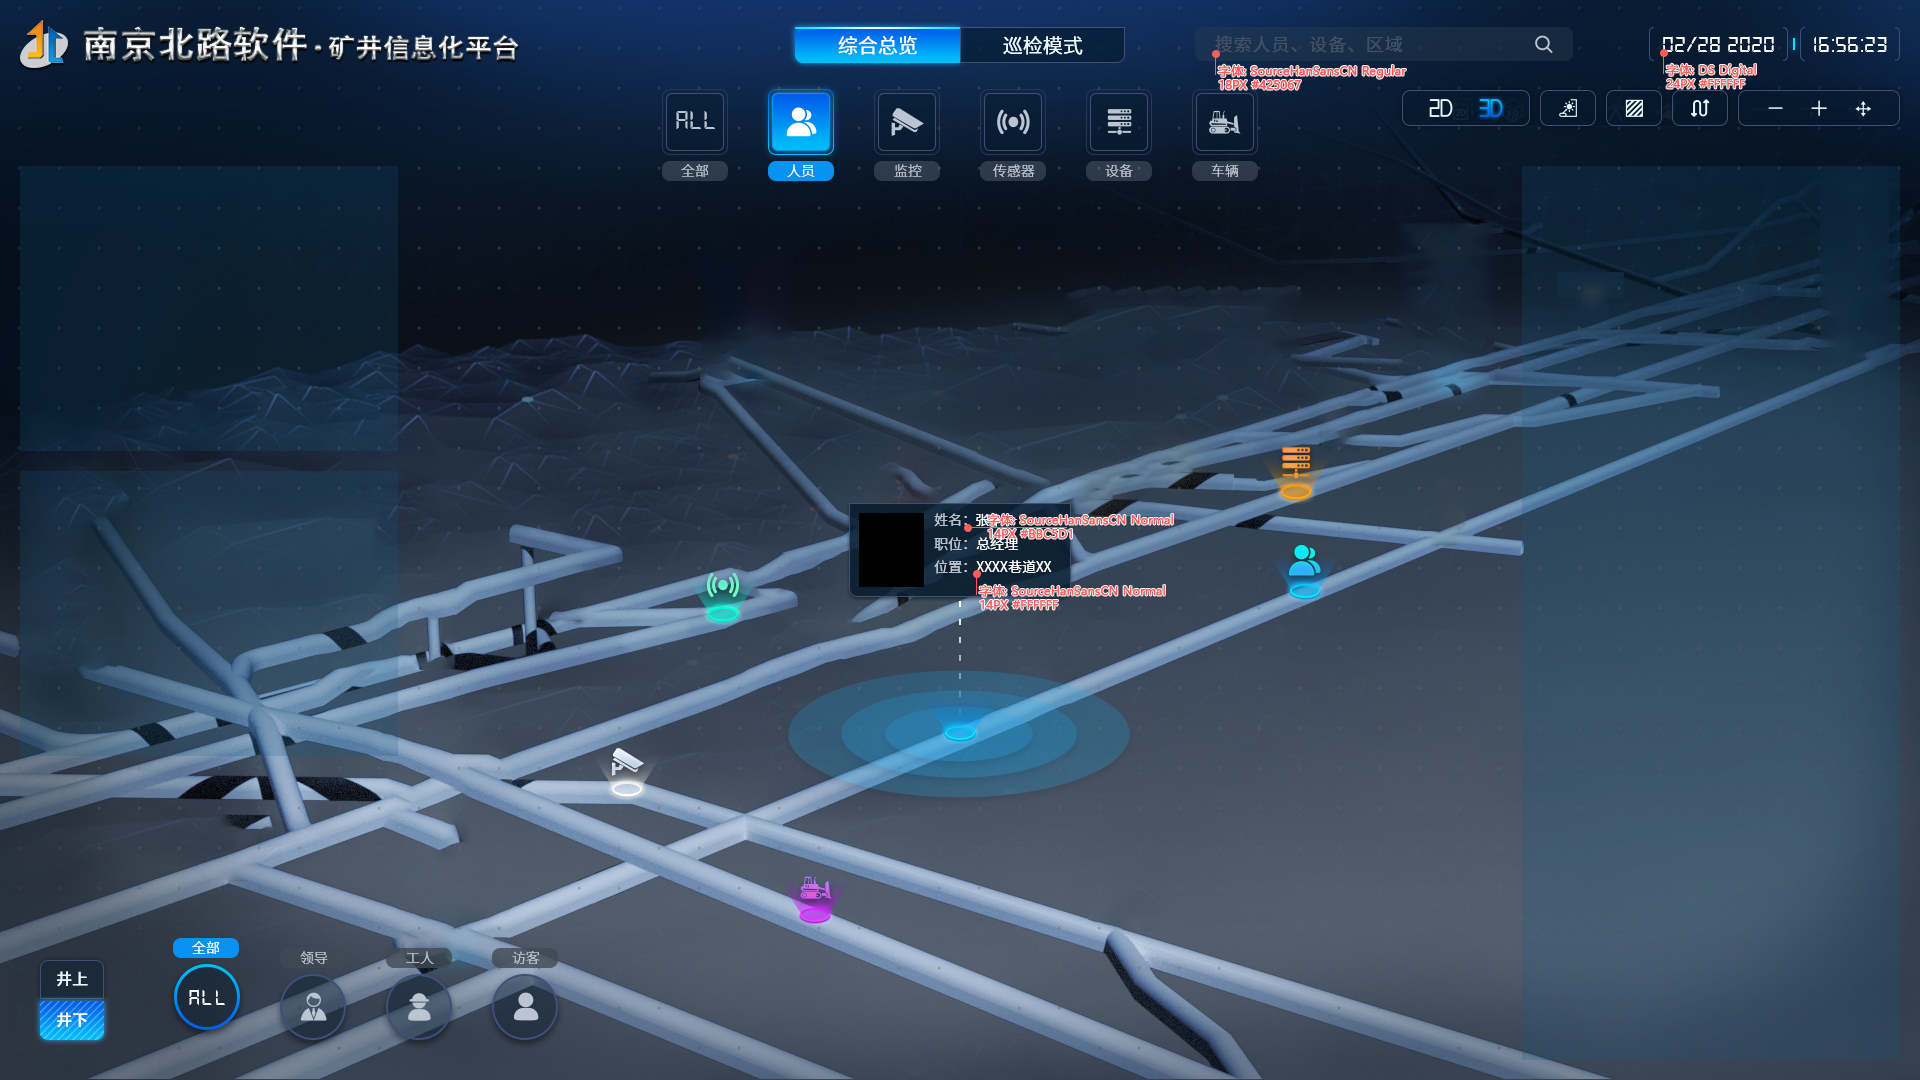 南京北路软件·矿井信息化平台
综合总览
巡检模式
搜索人员、设备、区域
字体: SourceHanSansCN Regular
18PX #425067
02/28 2020
16:56:23
字体: DS Digital
24PX #FFFFFF
2D 3D
ALL
全部
人员
监控
传感器
设备
车辆
姓名：张
字体: SourceHanSansCN Normal
14PX #BBC5D1
职位：总经理
位置：XXXX巷道XX
字体: SourceHanSansCN Normal
14PX #FFFFFF
井上
井下
全部
ALL
领导
工人
访客